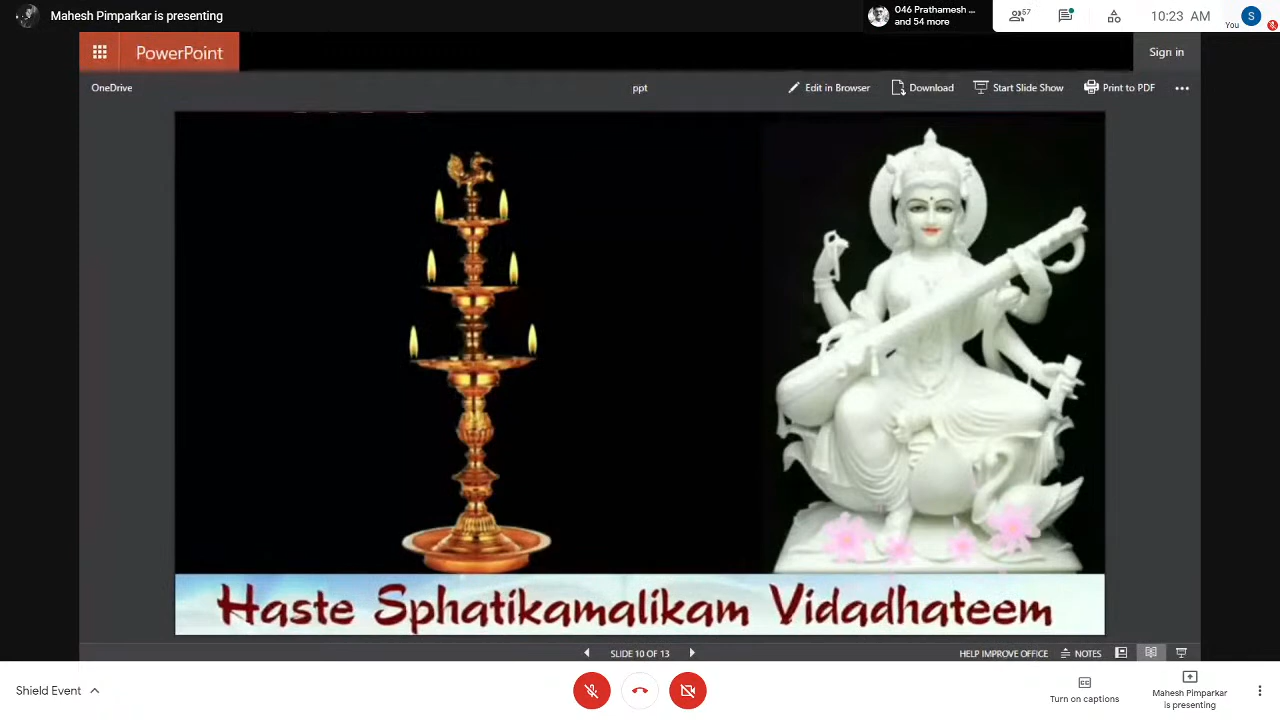 Mahesh Pimparkar is presenting
046 Prathamesh ...
and 54 more
57
10:23 AM
You
S
PowerPoint
Sign in
OneDrive
ppt
Edit in Browser
Download
Start Slide Show
Print to PDF
Haste Sphatikamalikam Vidadhateem
SLIDE 10 OF 13
HELP IMPROVE OFFICE
NOTES
Shield Event
Turn on captions
Mahesh Pimparkar
is presenting